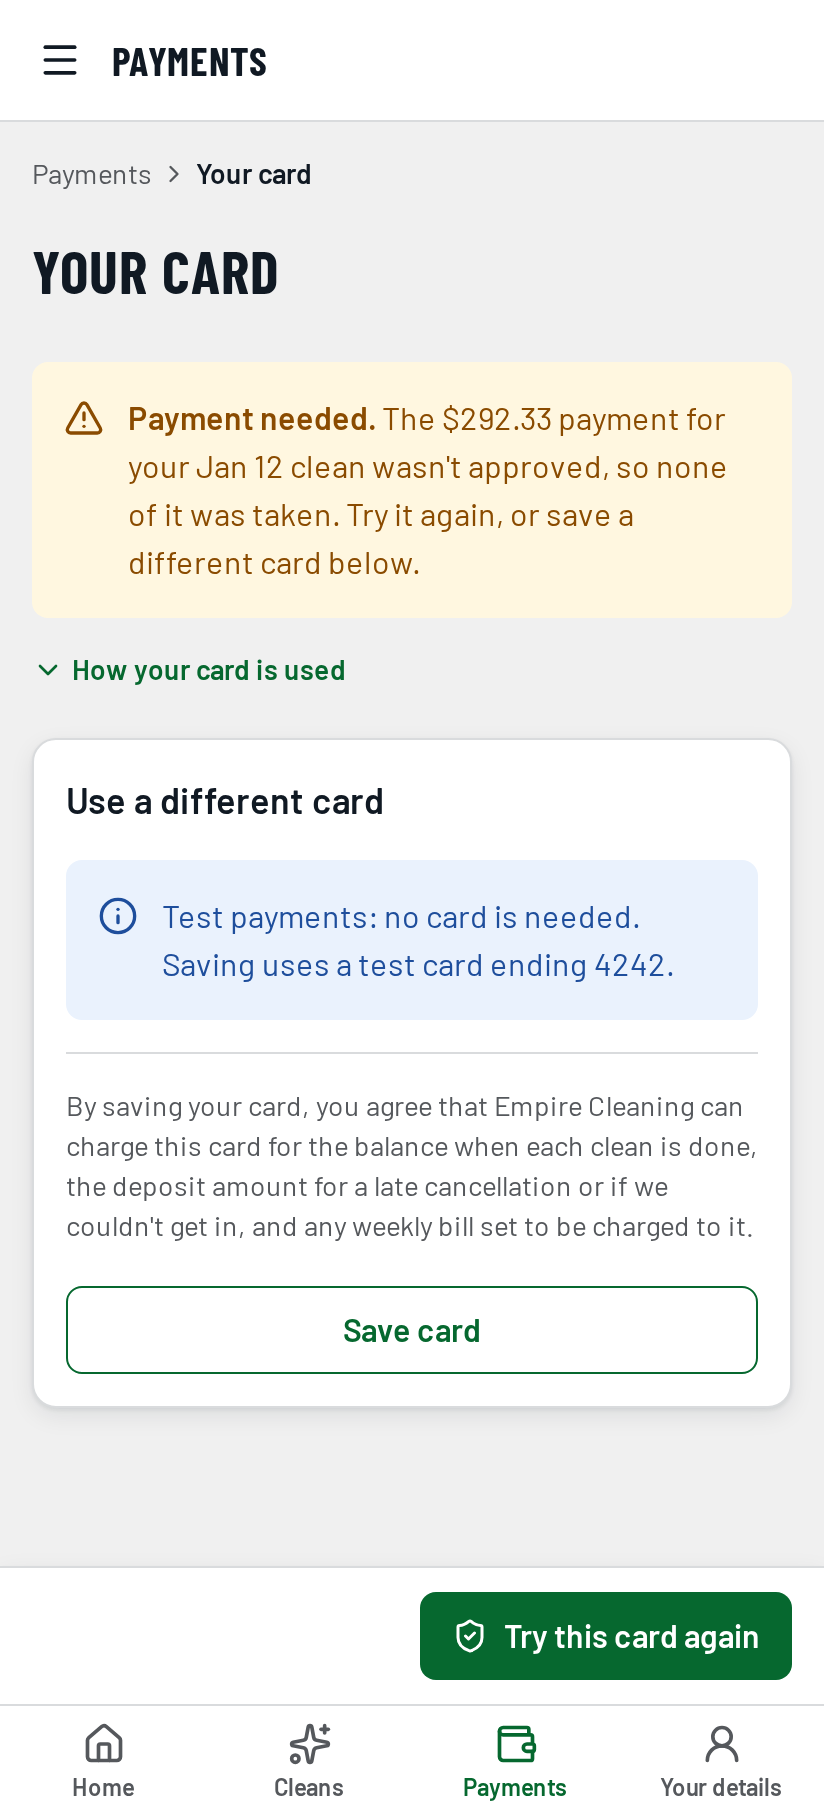 PAYMENTS
Payments > Your card
YOUR CARD
Payment needed. The $292.33 payment for
your Jan 12 clean wasn't approved, so none
of it was taken. Try it again, or save a
different card below.
How your card is used
Use a different card
Test payments: no card is needed.
Saving uses a test card ending 4242.
By saving your card, you agree that Empire Cleaning can
charge this card for the balance when each clean is done,
the deposit amount for a late cancellation or if we
couldn't get in, and any weekly bill set to be charged to it.
Save card
Try this card again
Home
Cleans
Payments
Your details